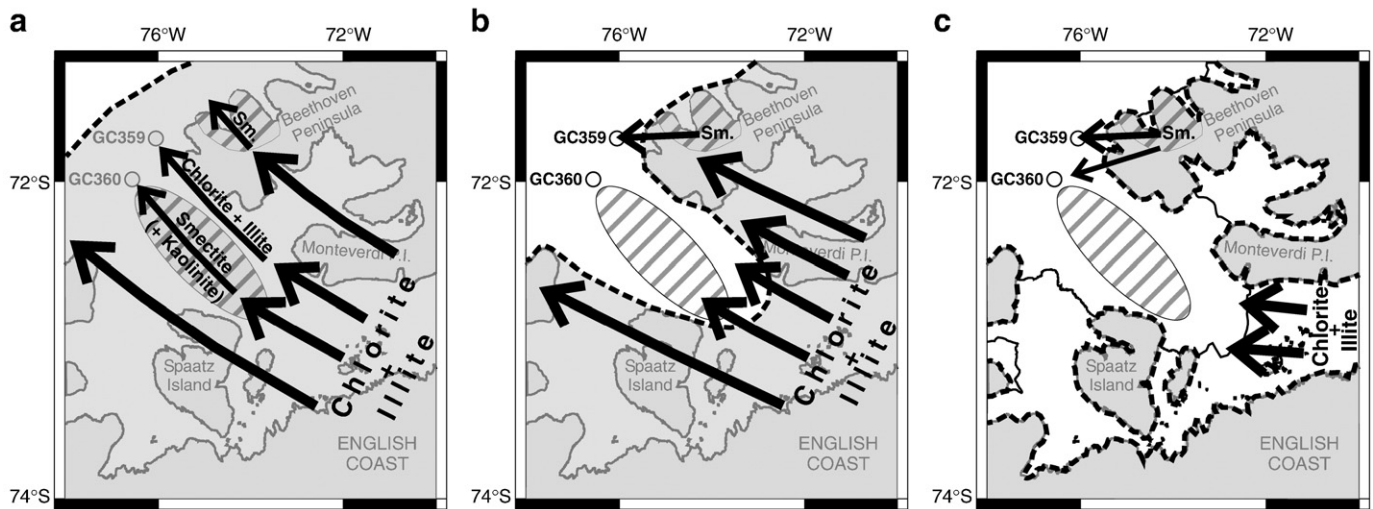 a
76°W
72°W
Beethoven
Peninsula
Sm.
GC359
Chlorite + Illite
GC360
72°S
Smectite
(+ Kaolinite)
Monteverdi P.I.
Chlorite
+
Illite
Spaatz
Island
ENGLISH
COAST
74°S
b
76°W
72°W
Beethoven
Peninsula
GC359
Sm.
GC360
72°S
Monteverdi P.I.
Chlorite
+
Illite
Spaatz
Island
ENGLISH
COAST
74°S
c
76°W
72°W
Beethoven
Peninsula
GC359
Sm.
GC360
72°S
Monteverdi P.I.
Chlorite
+
Illite
Spaatz
Island
ENGLISH
COAST
74°S